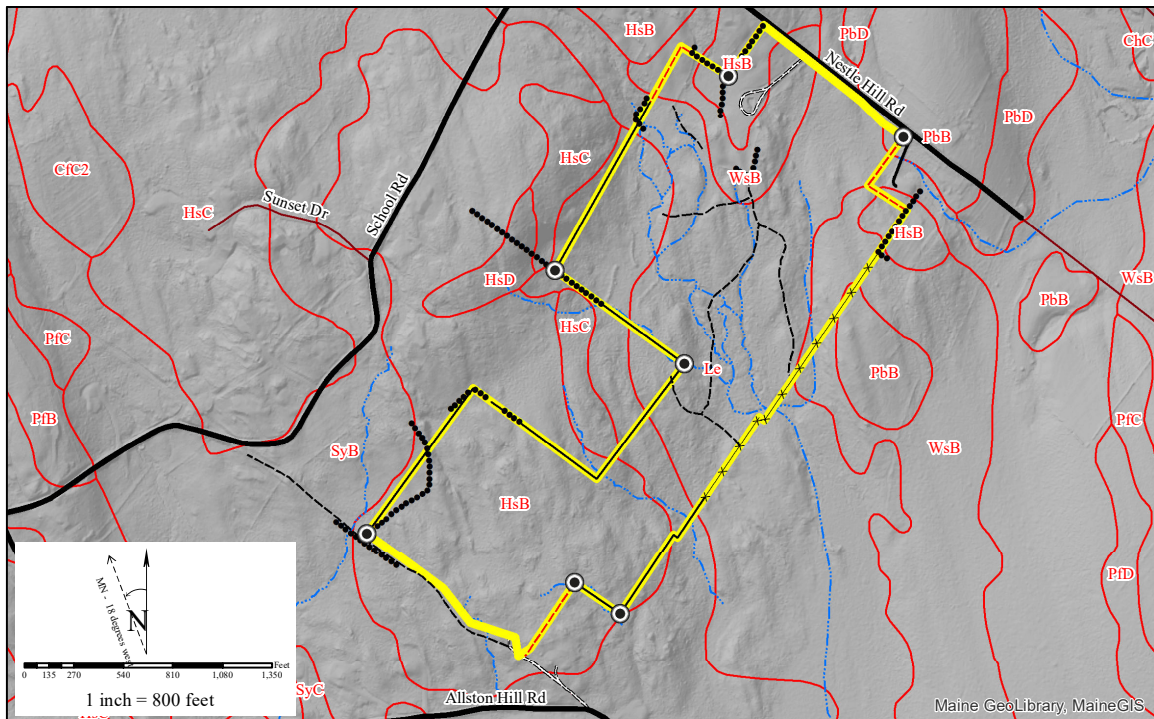 HsB
PbD
ChC
HsB
Nestle Hill Rd
PbD
PbB
HsC
CfC2
WsB
HsC
Sunset Dr
School Rd
HsB
HsD
WsB
PbB
HsC
PfC
Le
PbB
PfB
PfC
SyB
WsB
HsB
PfD
MN - 18 degrees west
N
Feet
0 135 270 540 810 1,080 1,350
1 inch = 800 feet
SyC
Allston Hill Rd
Maine GeoLibrary, MaineGIS